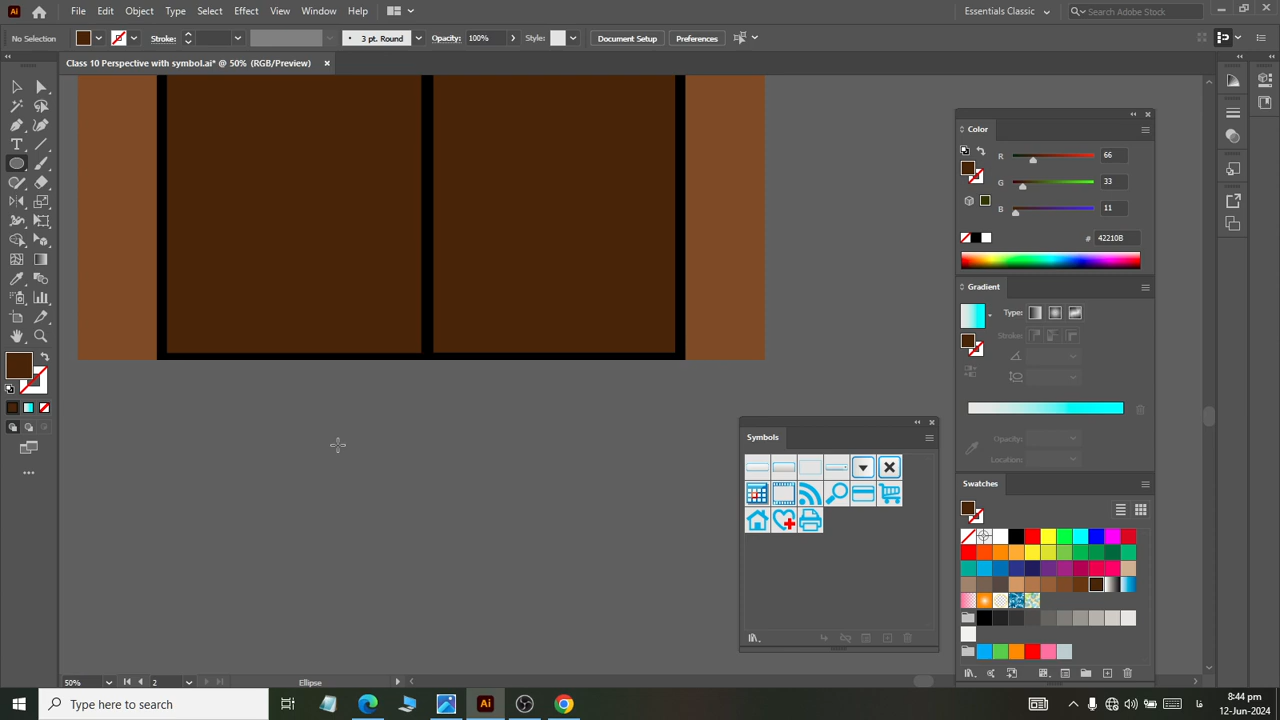 Ai File Edit Object Type Select Effect View Window Help Essentials Classic Search Adobe Stock
No Selection Stroke: 3 pt. Round Opacity: 100% Style: Document Setup Preferences
Class 10 Perspective with symbol.ai* @ 50% (RGB/Preview)
Color
R 66
G 33
B 11
# 42210B
Gradient
Type:
Stroke:
Opacity:
Location:
Symbols
Swatches
50% 2 Ellipse
Type here to search
Ai
8:44 pm
12-Jun-2024